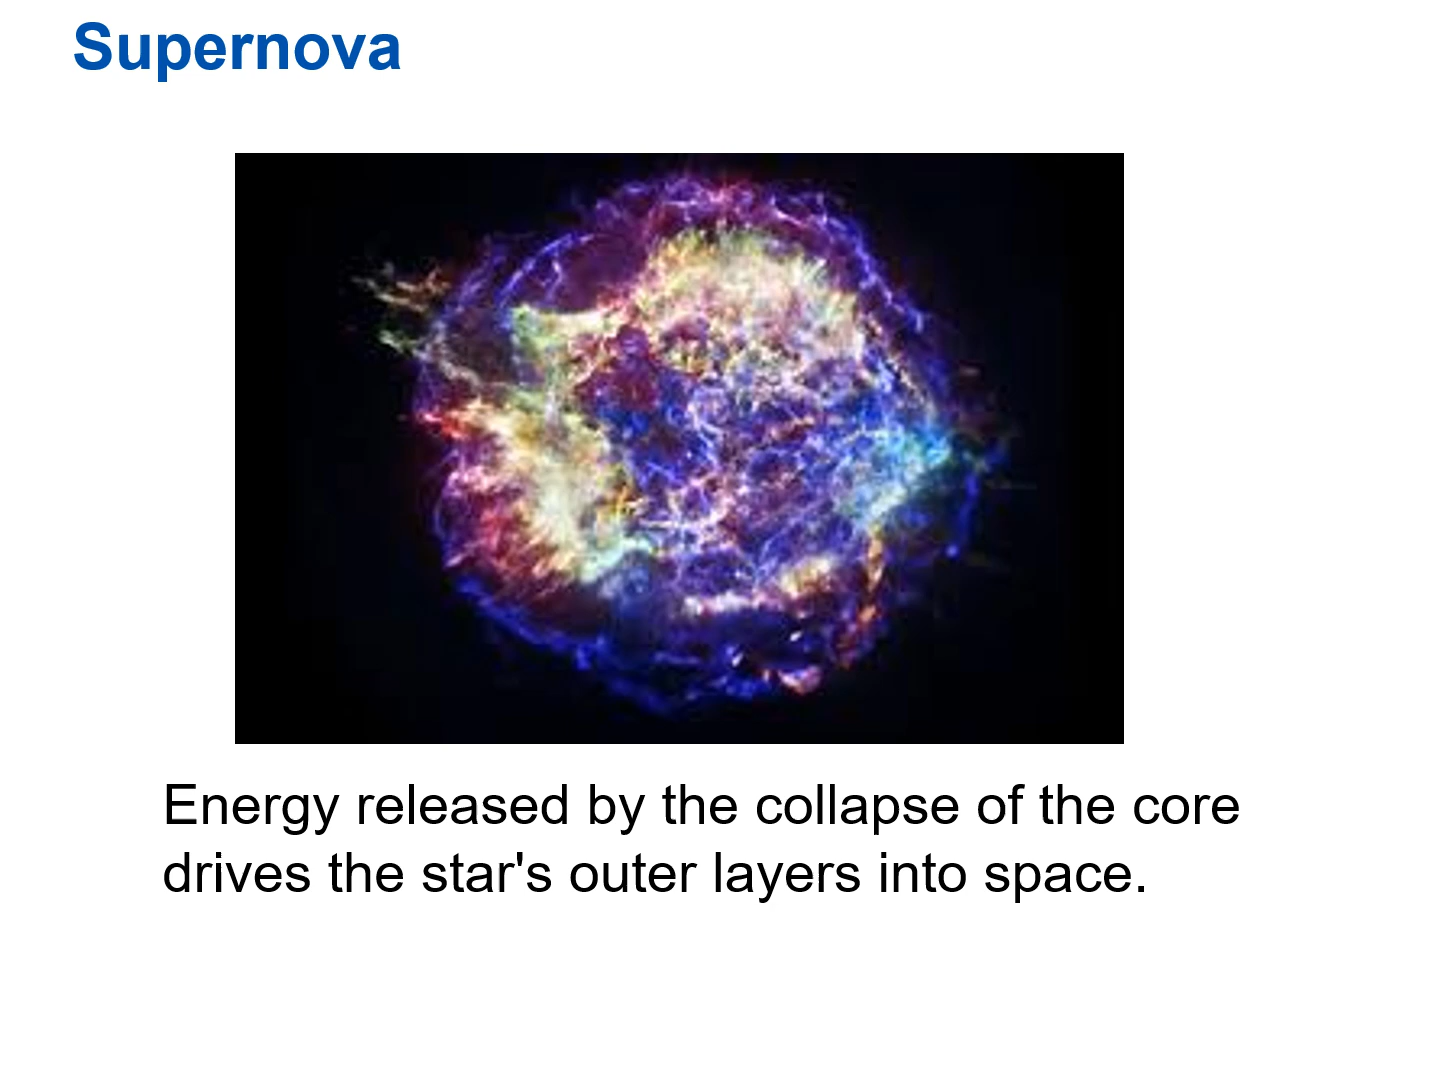 Supernova
Energy released by the collapse of the core
drives the star's outer layers into space.